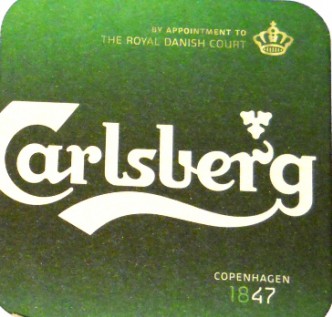 BY APPOINTMENT TO
THE ROYAL DANISH COURT
Carlsberg
COPENHAGEN
1847